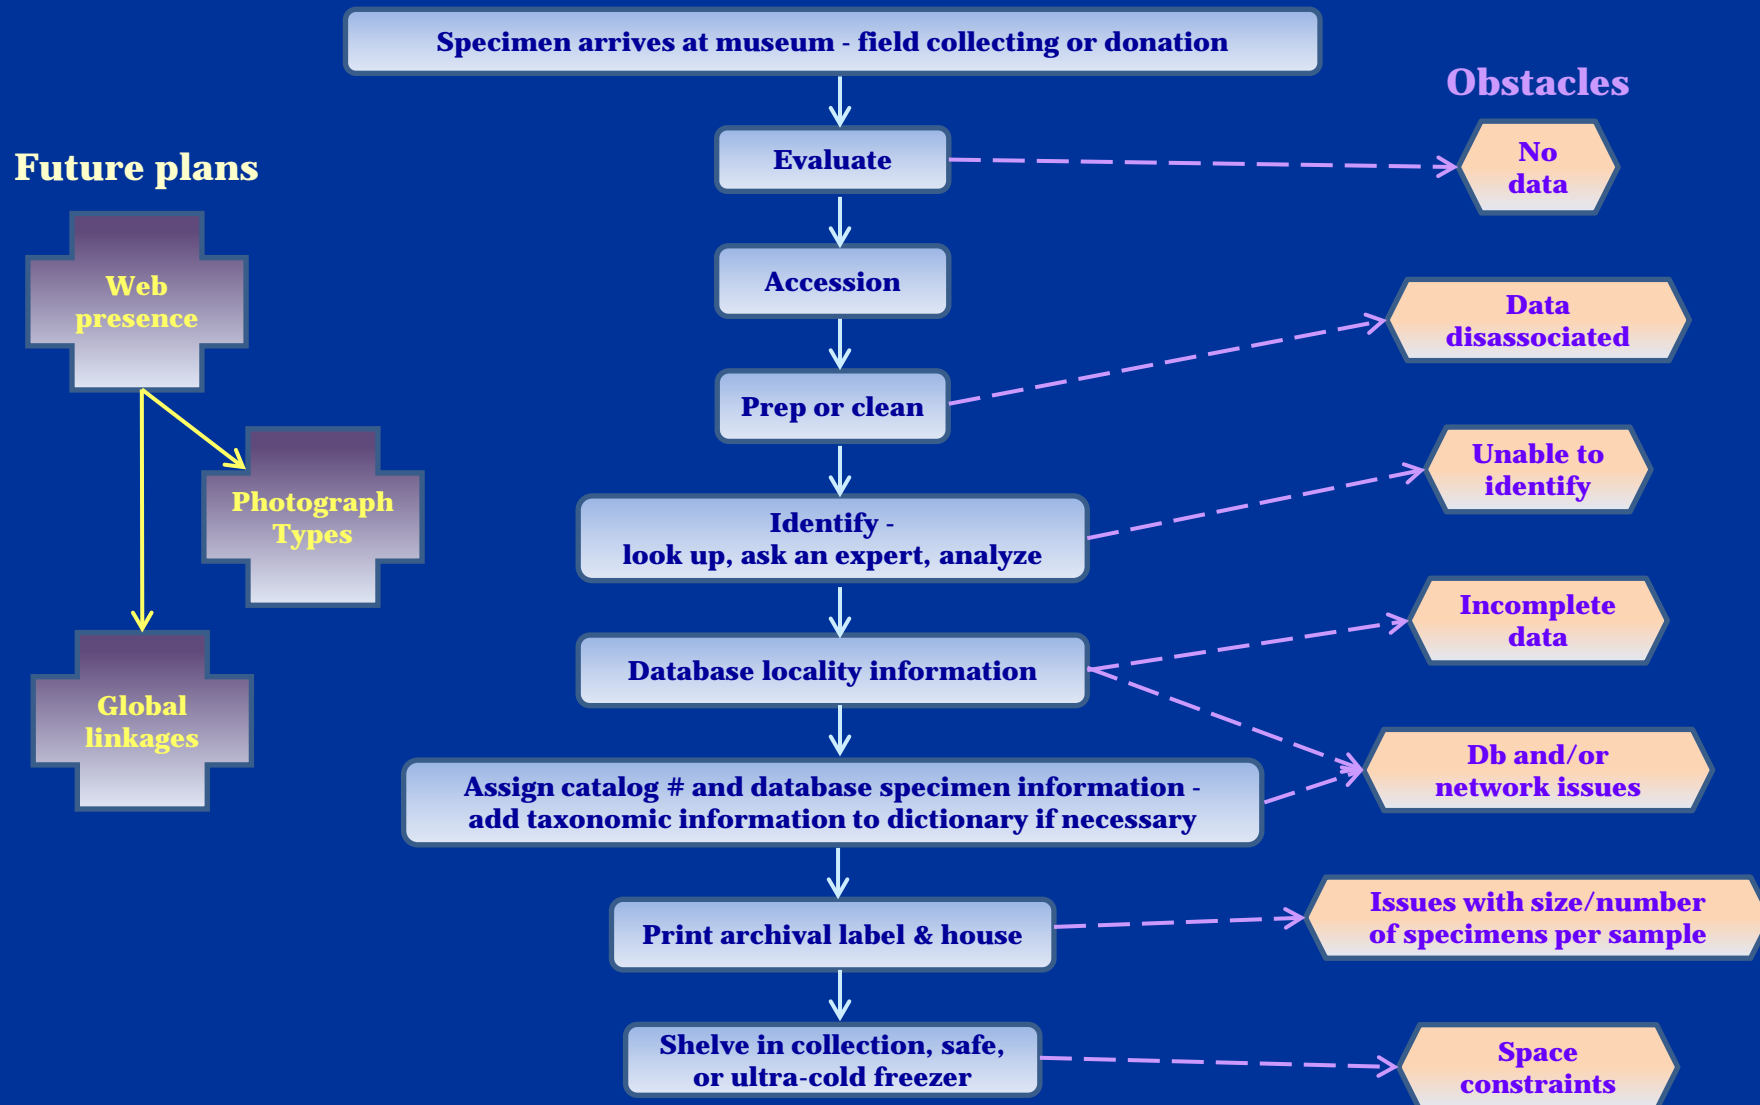 Specimen arrives at museum - field collecting or donation
Obstacles
Evaluate
No
data
Future plans
Accession
Web
presence
Data
disassociated
Prep or clean
Unable to
identify
Photograph
Types
Identify -
look up, ask an expert, analyze
Incomplete
data
Database locality information
Global
linkages
Db and/or
network issues
Assign catalog # and database specimen information -
add taxonomic information to dictionary if necessary
Issues with size/number
of specimens per sample
Print archival label & house
Shelve in collection, safe,
or ultra-cold freezer
Space
constraints